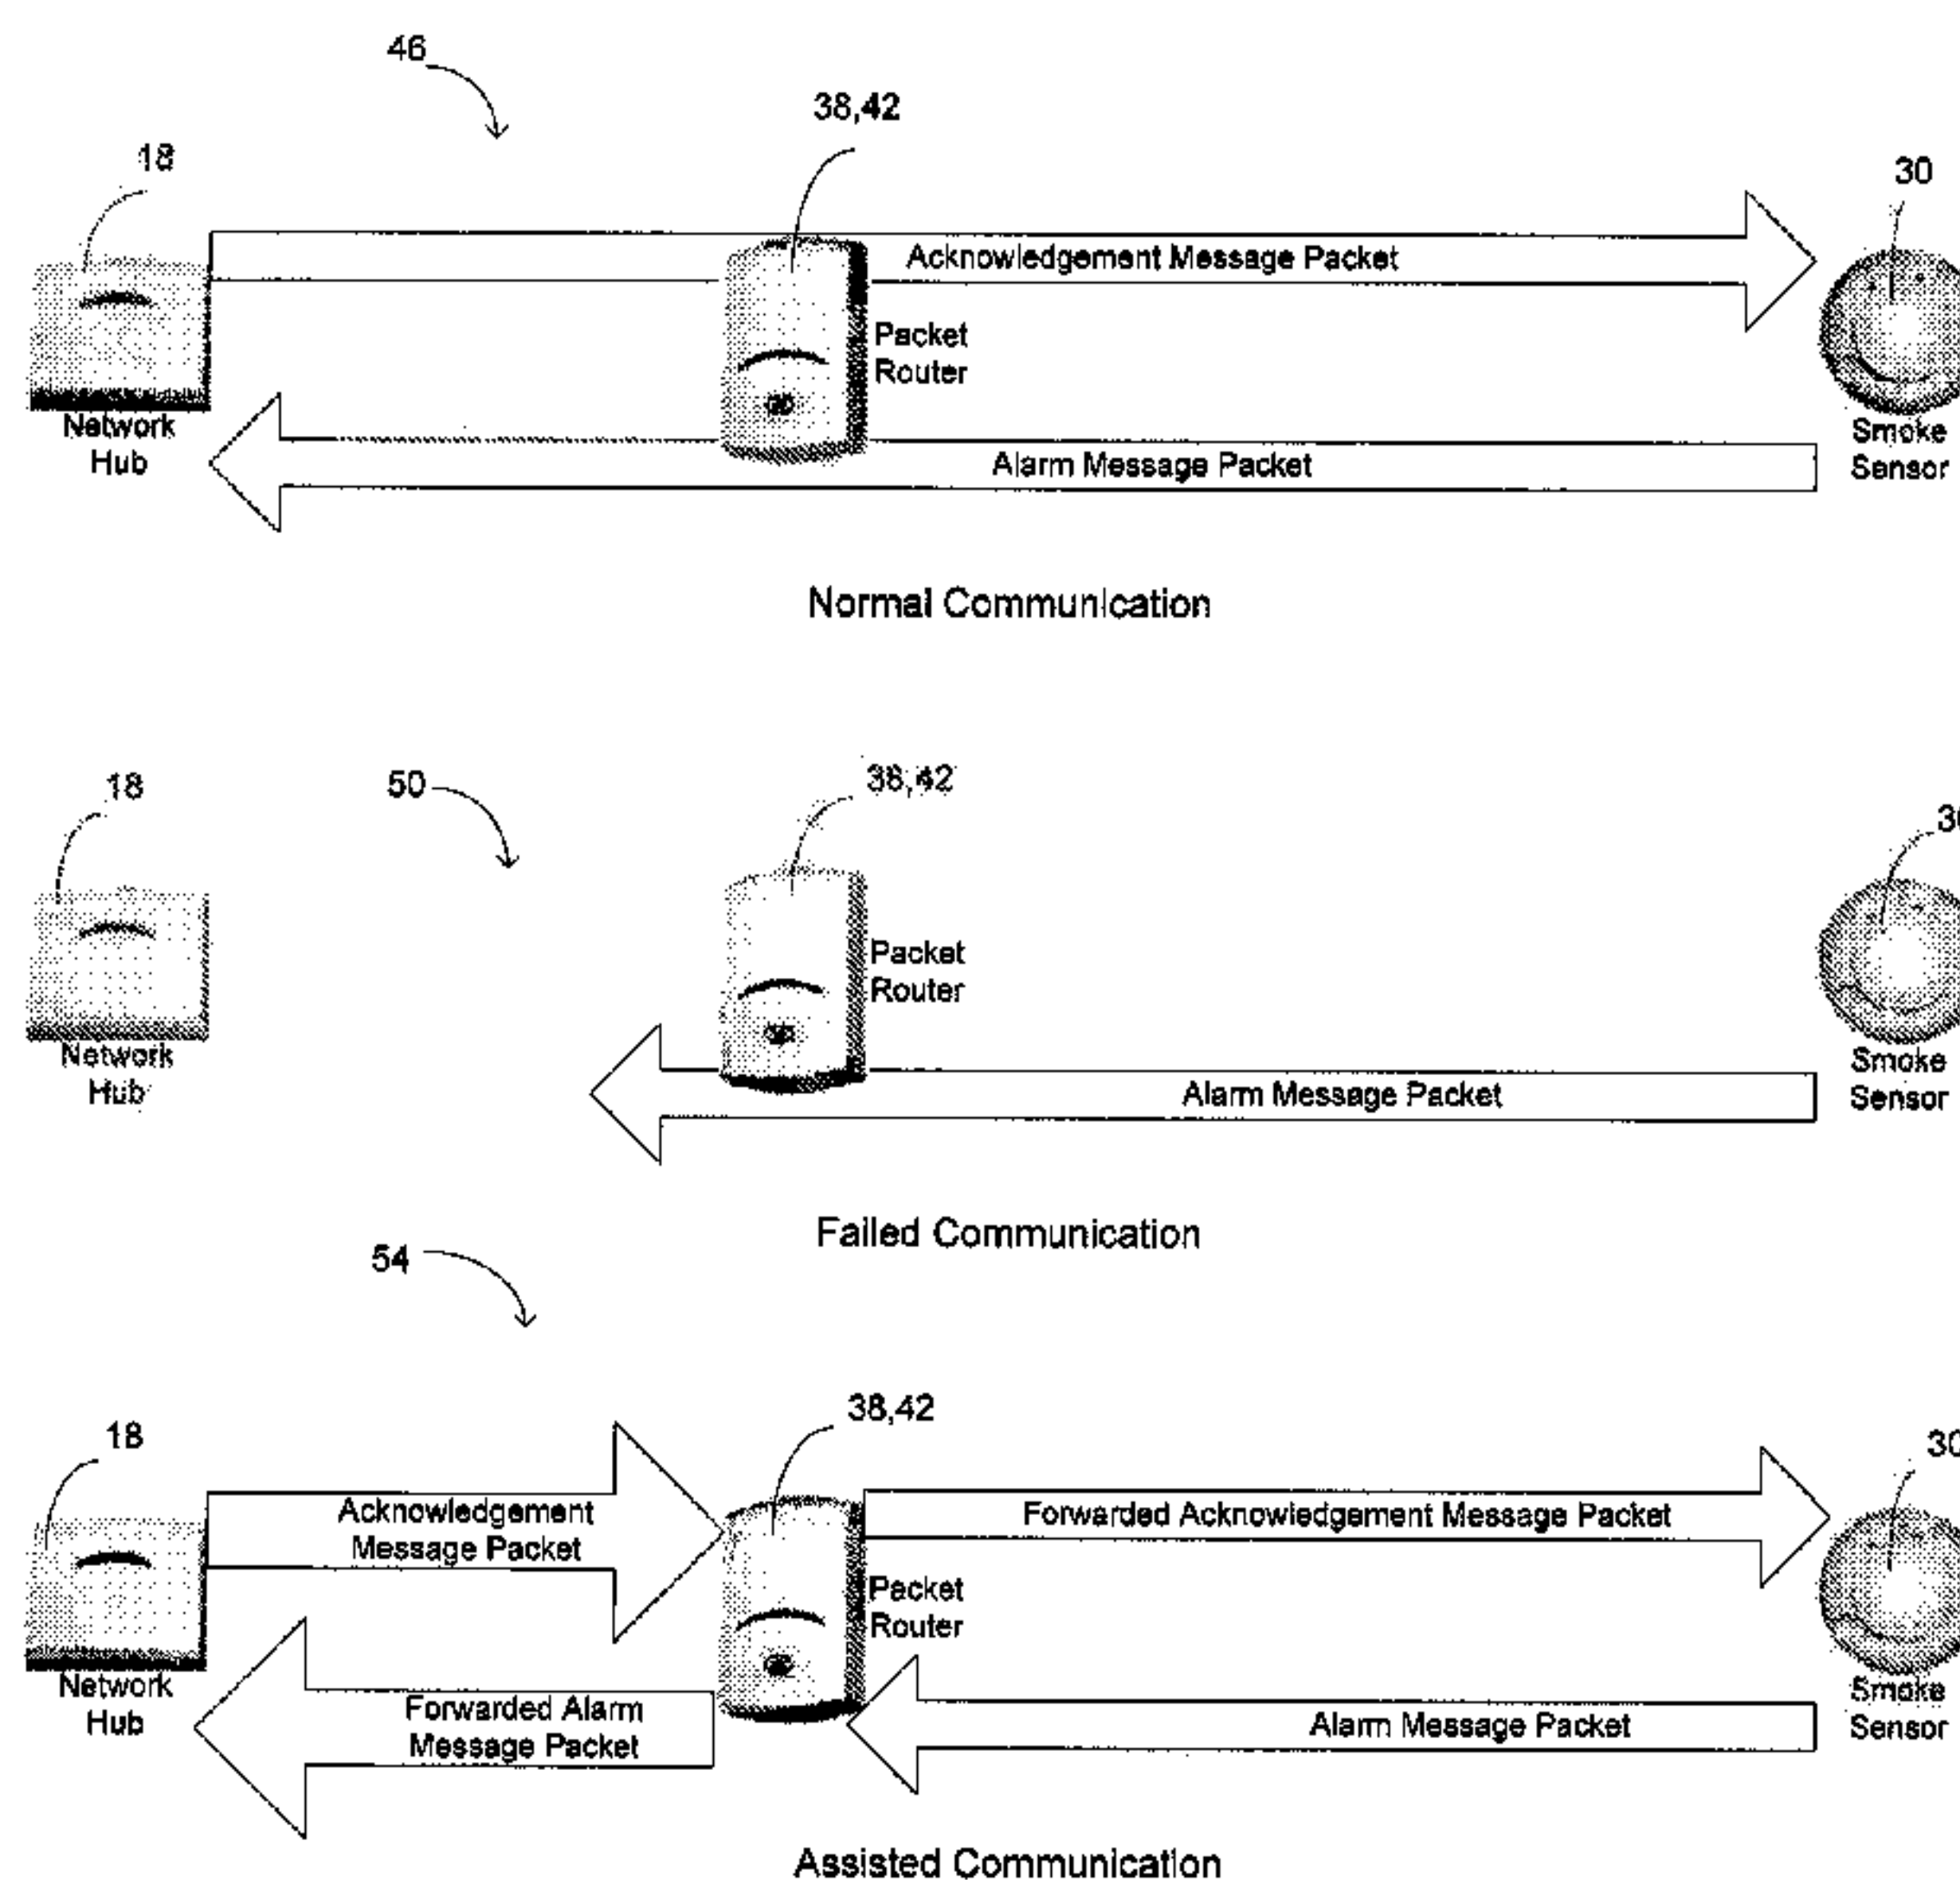 46
38,42
18
30
Acknowledgement Message Packet
Packet
Router
Network
Hub
Smoke
Sensor
Alarm Message Packet
Normal Communication
18
50
38,42
Packet
Router
Network
Hub
Smoke
Sensor
Alarm Message Packet
Failed Communication
54
38,42
18
30
Acknowledgement
Message Packet
Forwarded Acknowledgement Message Packet
Packet
Router
Network
Hub
Smoke
Sensor
Forwarded Alarm
Message Packet
Alarm Message Packet
Assisted Communication